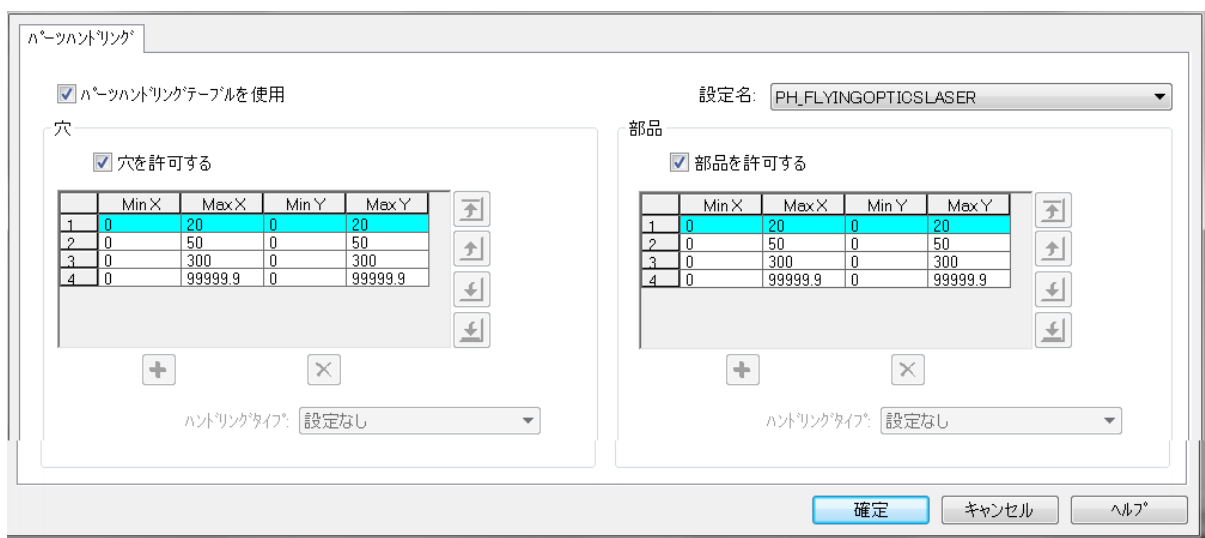 ﾊﾟｰﾂﾊﾝﾄﾞﾘﾝｸﾞ
ﾊﾟｰﾂﾊﾝﾄﾞﾘﾝｸﾞﾃｰﾌﾞﾙを使用
設定名: PH_FLYINGOPTICSLASER
穴
穴を許可する
Min X Max X Min Y Max Y
1 0 20 0 20
2 0 50 0 50
3 0 300 0 300
4 0 99999.9 0 99999.9
ﾊﾝﾄﾞﾘﾝｸﾞﾀｲﾌﾟ: 設定なし
部品
部品を許可する
Min X Max X Min Y Max Y
1 0 20 0 20
2 0 50 0 50
3 0 300 0 300
4 0 99999.9 0 99999.9
ﾊﾝﾄﾞﾘﾝｸﾞﾀｲﾌﾟ: 設定なし
確定 キャンセル ﾍﾙﾌﾟ